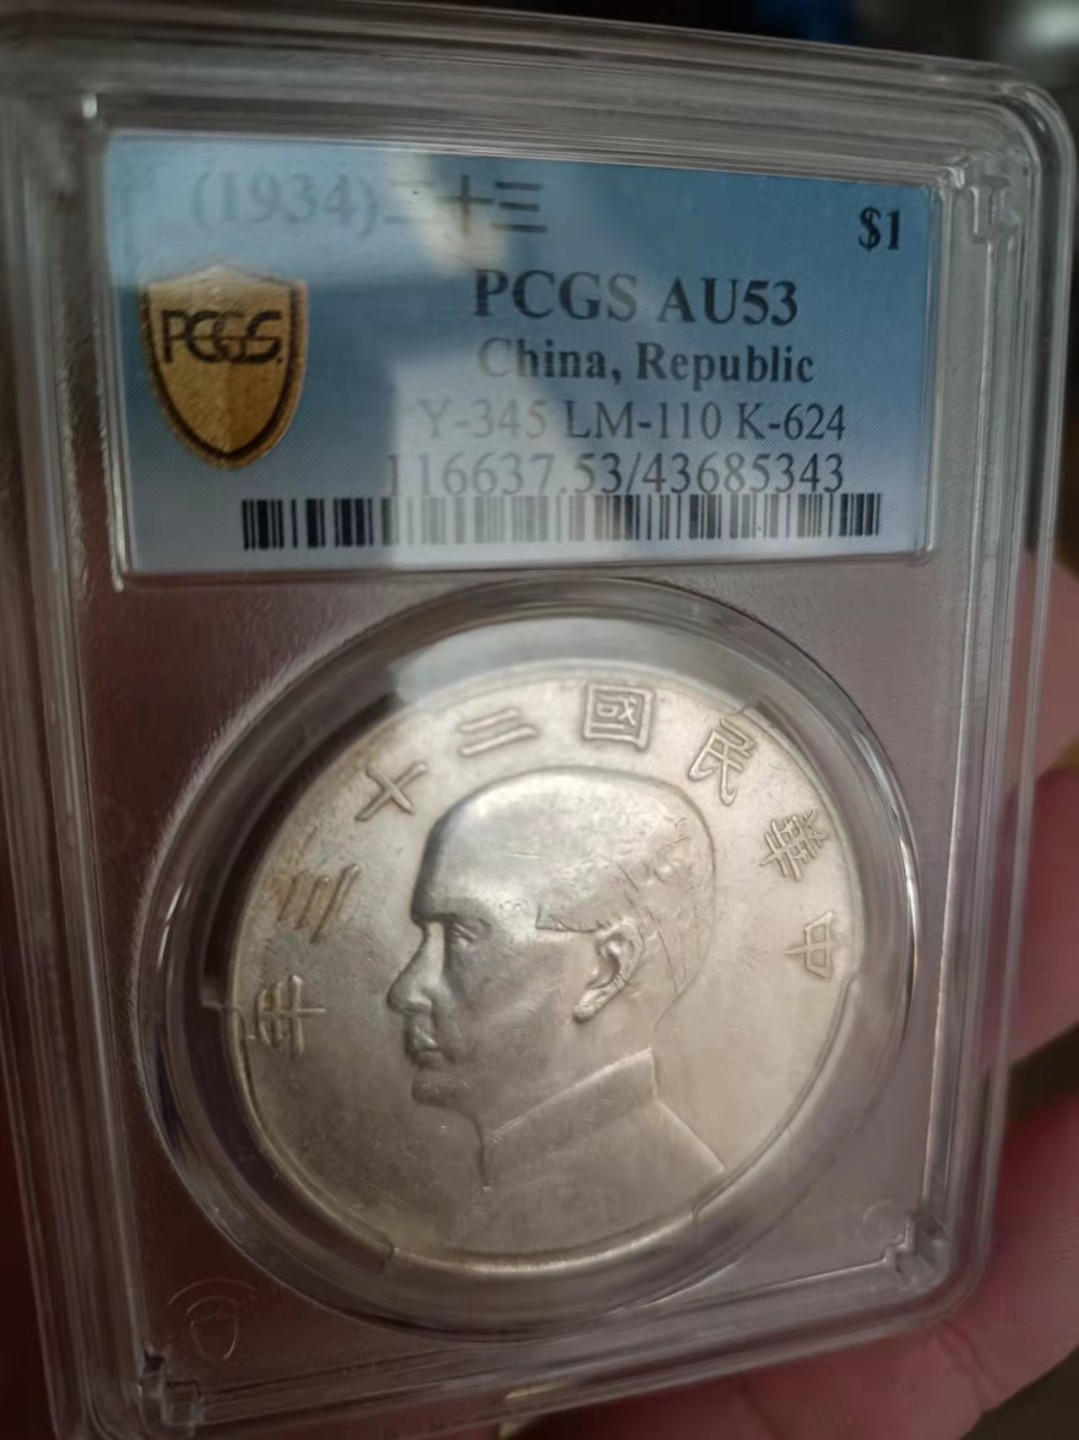 (1934)二十三 $1
PCGS AU53
PCGS
China, Republic
Y-345 LM-110 K-624
116637.53/43685343
年三十二國民華中